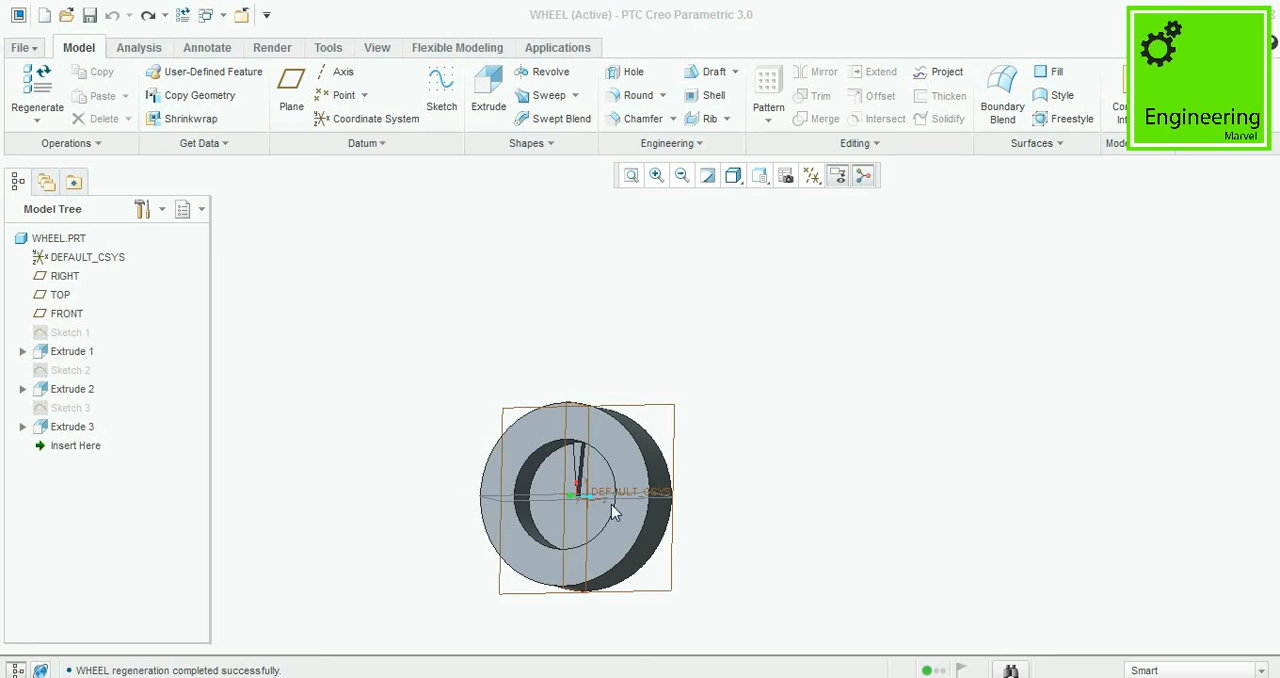 WHEEL (Active) - PTC Creo Parametric 3.0
File
Model
Analysis
Annotate
Render
Tools
View
Flexible Modeling
Applications
Regenerate
Copy
Paste
Delete
Operations
User-Defined Feature
Copy Geometry
Shrinkwrap
Get Data
Plane
Axis
Point
Coordinate System
Datum
Sketch
Extrude
Revolve
Sweep
Swept Blend
Shapes
Hole
Round
Chamfer
Draft
Shell
Rib
Engineering
Pattern
Mirror
Trim
Merge
Extend
Offset
Intersect
Project
Thicken
Solidify
Editing
Boundary
Blend
Fill
Style
Freestyle
Surfaces
Engineering
Marvel
Model Tree
WHEEL.PRT
DEFAULT_CSYS
RIGHT
TOP
FRONT
Sketch 1
Extrude 1
Sketch 2
Extrude 2
Sketch 3
Extrude 3
Insert Here
DEFAULT_CSYS
• WHEEL regeneration completed successfully.
Smart